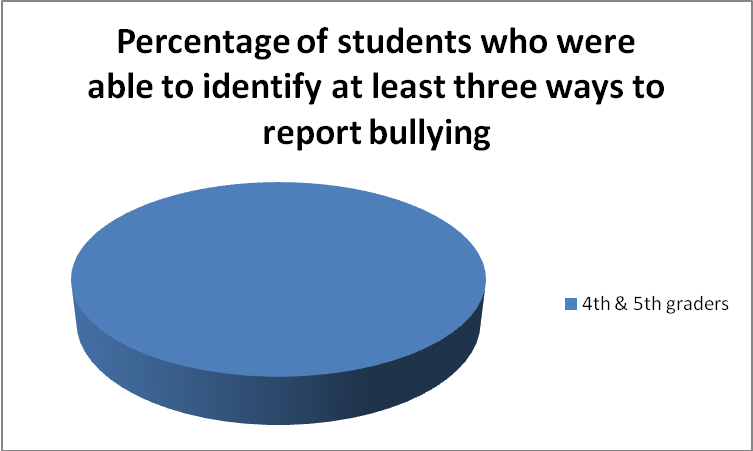 Percentage of students who were
able to identify at least three ways to
report bullying
4th & 5th graders